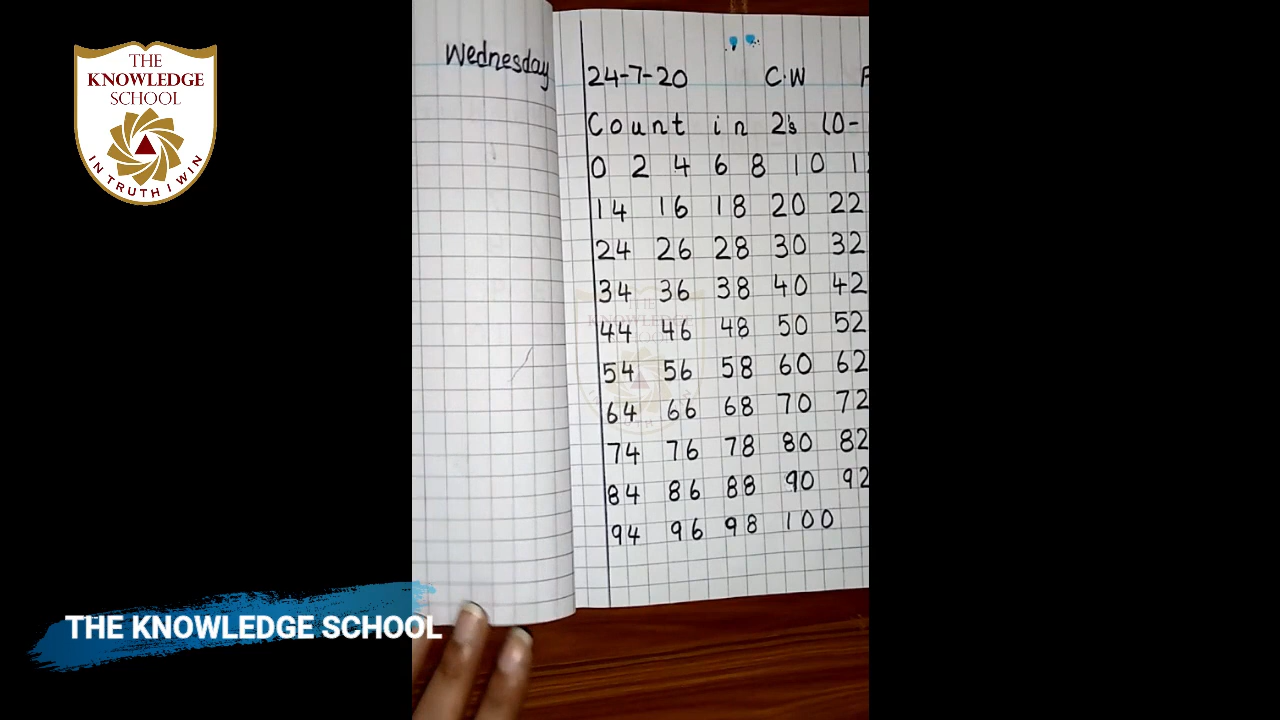 THE
KNOWLEDGE
SCHOOL
IN TRUTH I WIN
Wednesday
24-7-20 C.W
Count in 2's (0-
0 2 4 6 8 10
14 16 18 20 22
24 26 28 30 32
34 36 38 40 42
44 46 48 50 52
54 56 58 60 62
64 66 68 70 72
74 76 78 80 82
84 86 88 90 92
94 96 98 100
THE KNOWLEDGE SCHOOL